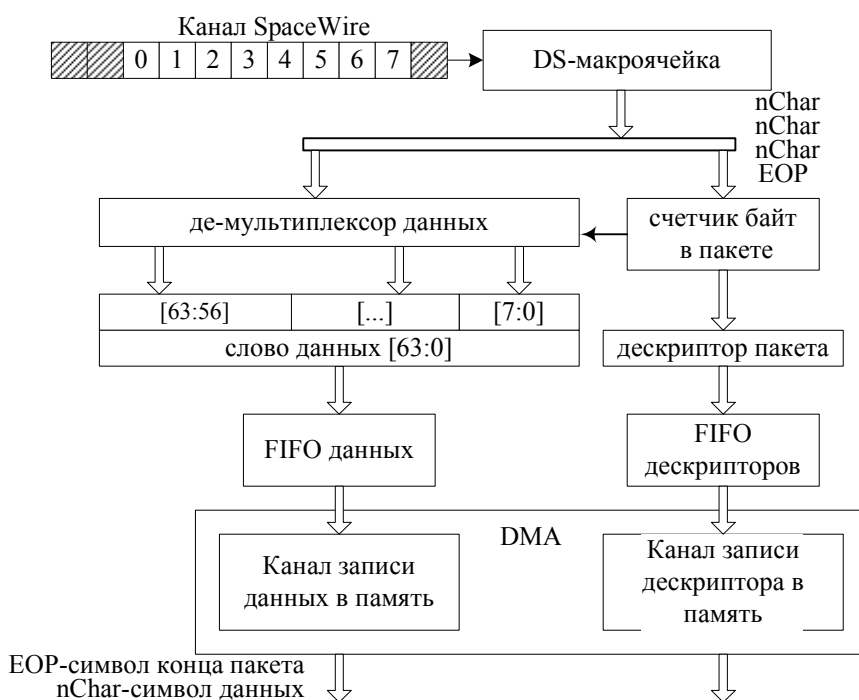 Канал SpaceWire
0 1 2 3 4 5 6 7
DS-макроячейка
nChar
nChar
nChar
EOP
де-мультиплексор данных
счетчик байт
в пакете
[63:56] [...] [7:0]
слово данных [63:0]
дескриптор пакета
FIFO данных
FIFO
дескрипторов
DMA
Канал записи
данных в память
Канал записи
дескриптора в
память
EOP-символ конца пакета
nChar-символ данных